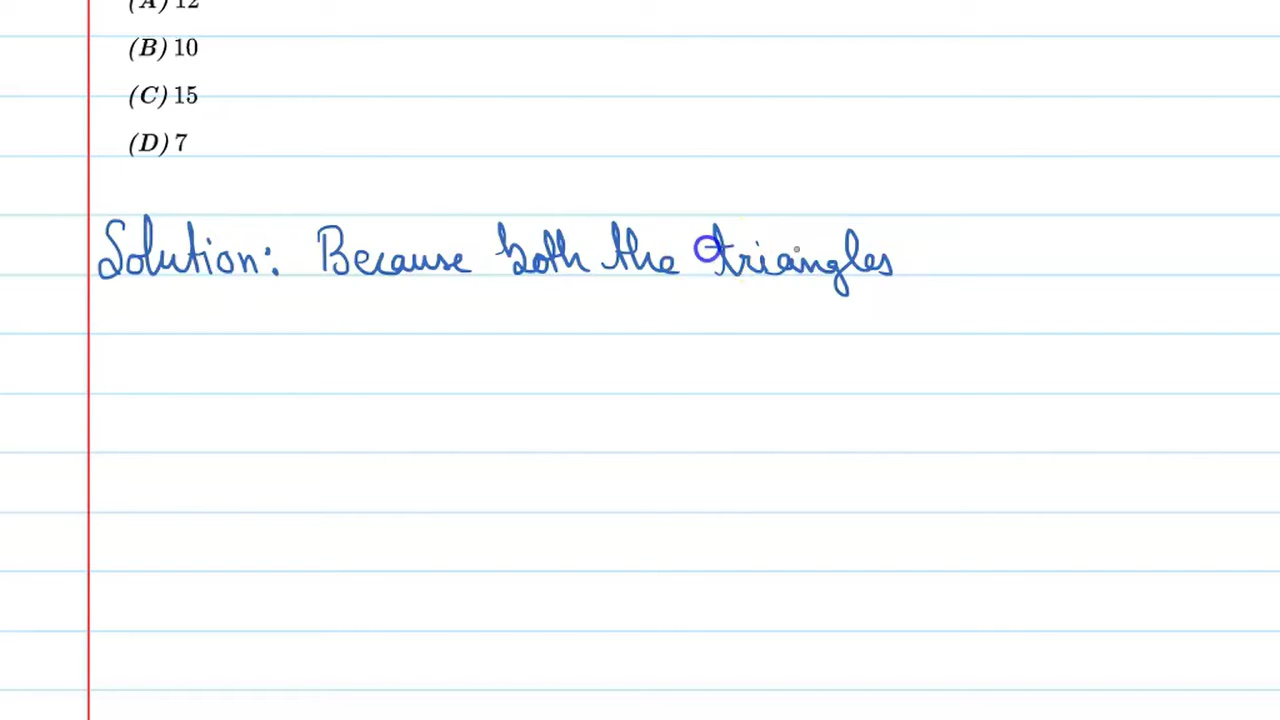 (A) 12
(B) 10
(C) 15
(D) 7
Solution: Because both the triangles